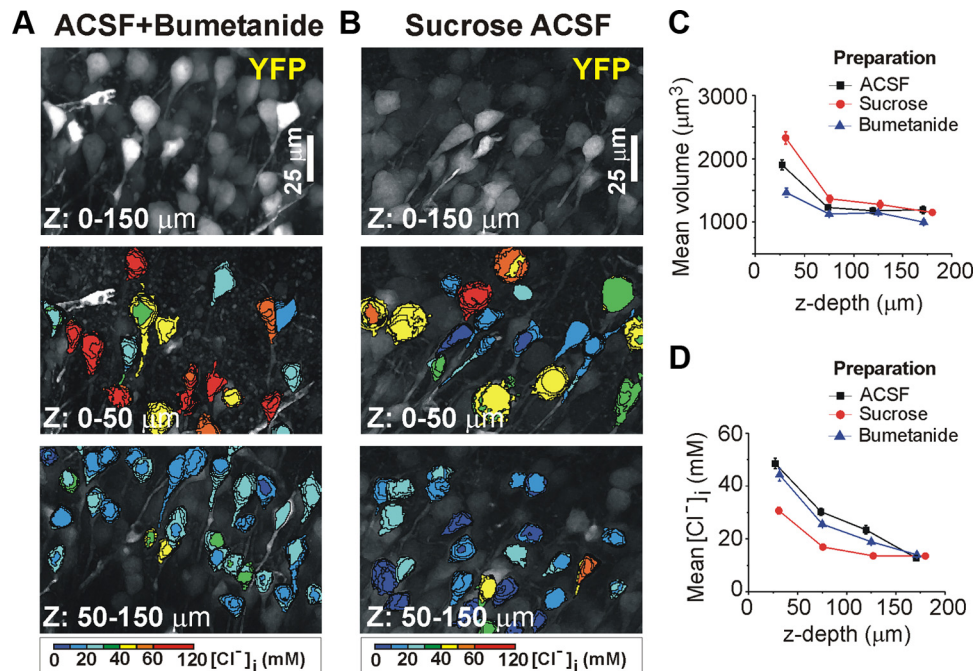 A ACSF+Bumetanide
YFP
25 μm
Z: 0-150 μm
Z: 0-50 μm
Z: 50-150 μm
0 20 40 60 120 [Cl⁻]i (mM)
B Sucrose ACSF
YFP
25 μm
Z: 0-150 μm
Z: 0-50 μm
Z: 50-150 μm
0 20 40 60 120 [Cl⁻]i (mM)
C
Preparation
ACSF
Sucrose
Bumetanide
Mean volume (μm³)
3000
2000
1000
0 50 100 150 200
z-depth (μm)
D
Preparation
ACSF
Sucrose
Bumetanide
Mean [Cl⁻]i (mM)
60
40
20
0
0 50 100 150 200
z-depth (μm)